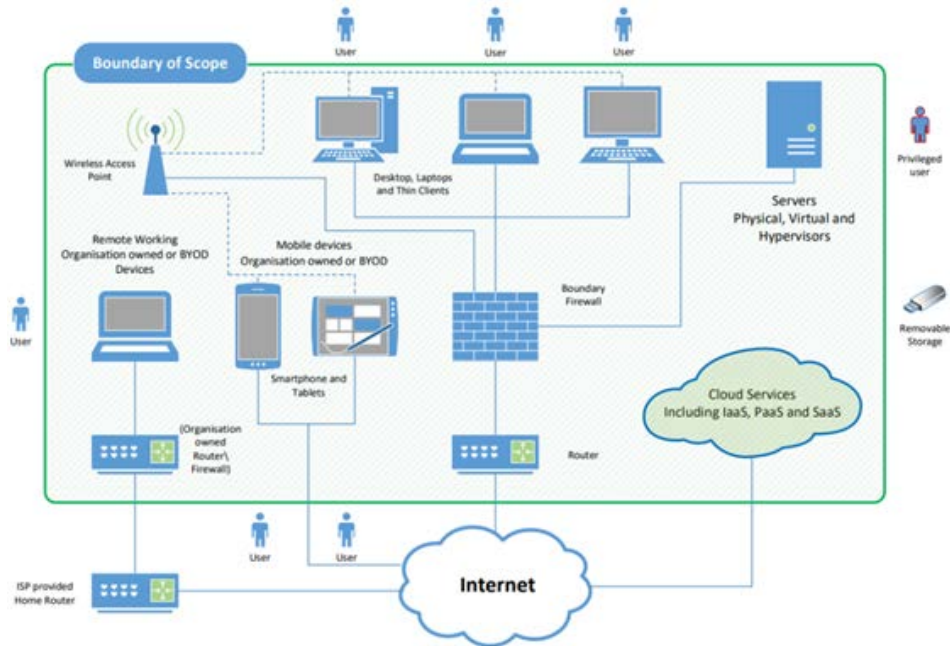 User
User
User
Boundary of Scope
Wireless Access
Point
Desktop, Laptops
and Thin Clients
Privileged
user
Servers
Physical, Virtual and
Hypervisors
Remote Working
Organisation owned or BYOD
Devices
Mobile devices
Organisation owned or BYOD
Boundary
Firewall
User
Removable
Storage
Smartphone and
Tablets
Cloud Services
Including IaaS, PaaS and SaaS
(Organisation
owned
Router\
Firewall)
Router
User
User
Internet
ISP provided
Home Router